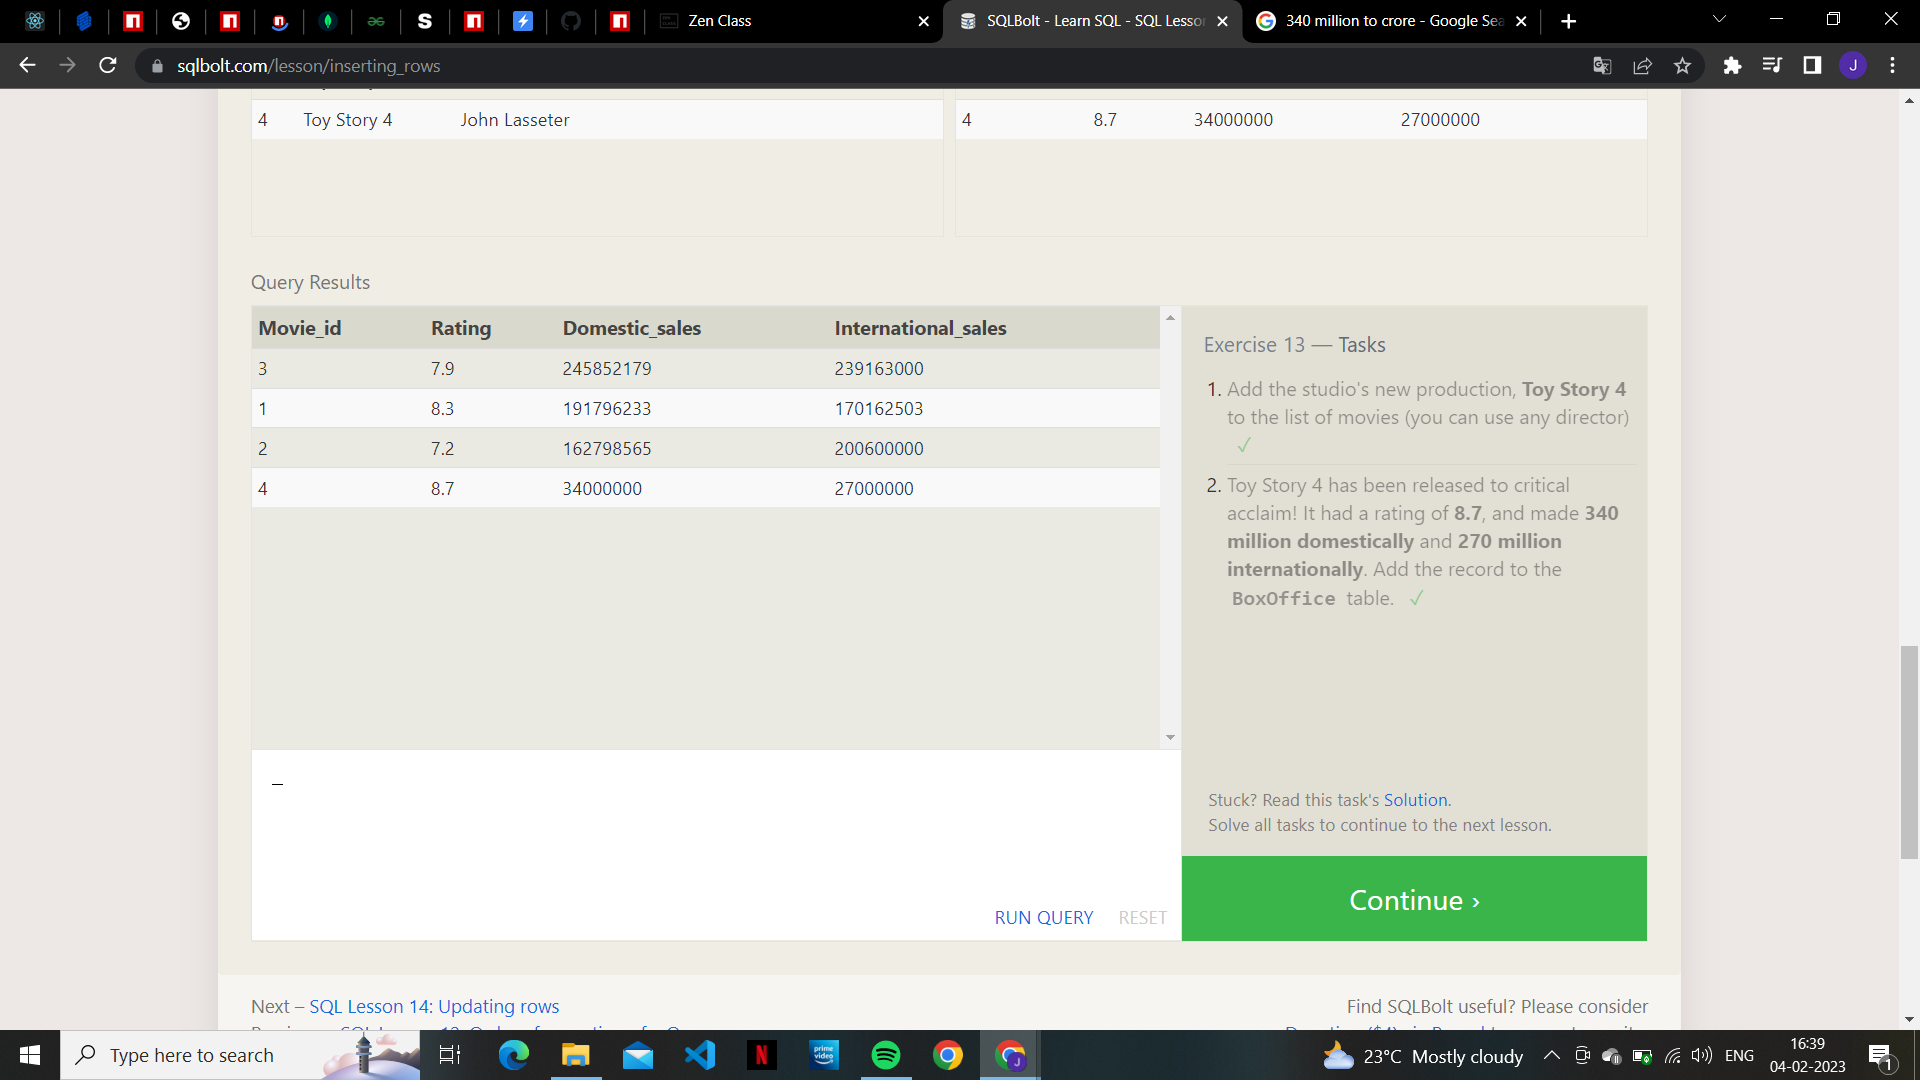 Zen Class
SQLBolt - Learn SQL - SQL Lesson
340 million to crore - Google Sea
sqlbolt.com/lesson/inserting_rows
J
4 Toy Story 4 John Lasseter
4 8.7 34000000 27000000
Query Results
Movie_id Rating Domestic_sales International_sales
3 7.9 245852179 239163000
1 8.3 191796233 170162503
2 7.2 162798565 200600000
4 8.7 34000000 27000000
Exercise 13 — Tasks
1. Add the studio's new production, Toy Story 4
to the list of movies (you can use any director)
✓
2. Toy Story 4 has been released to critical
acclaim! It had a rating of 8.7, and made 340
million domestically and 270 million
internationally. Add the record to the
BoxOffice table. ✓
Stuck? Read this task's Solution.
Solve all tasks to continue to the next lesson.
RUN QUERY RESET
Continue ›
Next – SQL Lesson 14: Updating rows
Find SQLBolt useful? Please consider
Type here to search
prime video
23°C Mostly cloudy
ENG
16:39
04-02-2023
1